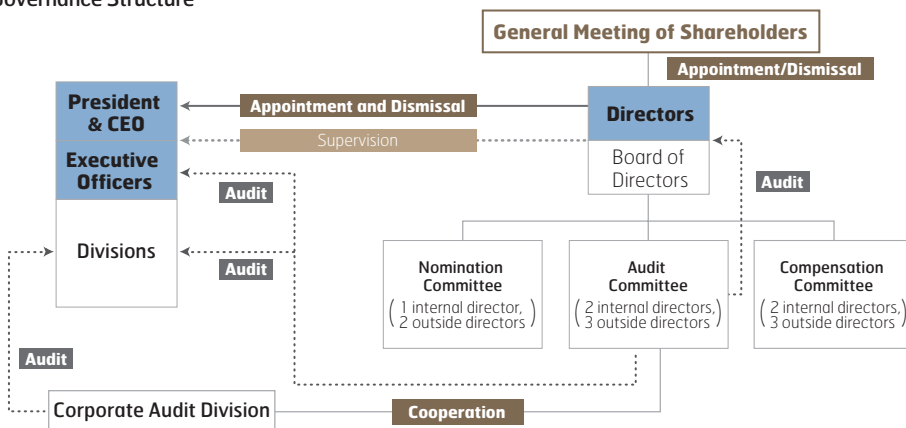 Governance Structure
General Meeting of Shareholders
Appointment/Dismissal
President
& CEO
Appointment and Dismissal
Directors
Supervision
Executive
Officers
Board of
Directors
Audit
Audit
Divisions
Audit
Nomination
Committee
( 1 internal director,
2 outside directors )
Audit
Committee
( 2 internal directors,
3 outside directors )
Compensation
Committee
( 2 internal directors,
3 outside directors )
Audit
Corporate Audit Division
Cooperation